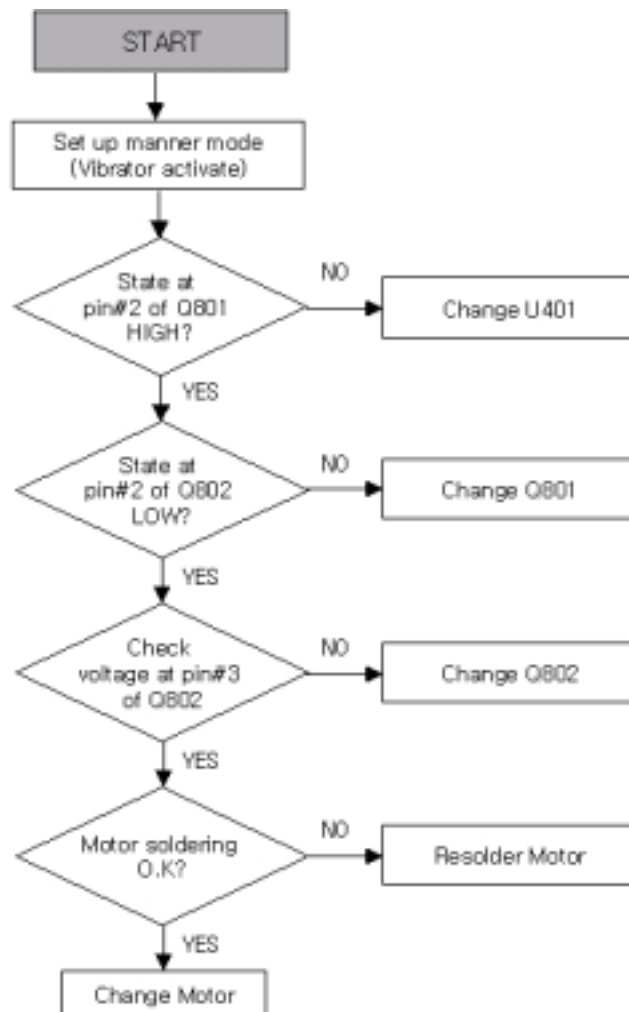 START
Set up manner mode
(Vibrator activate)
State at
pin#2 of Q801
HIGH?
NO
Change U401
YES
State at
pin#2 of Q802
LOW?
NO
Change Q801
YES
Check
voltage at pin#3
of Q802
NO
Change Q802
YES
Motor soldering
O.K?
NO
Resolder Motor
YES
Change Motor